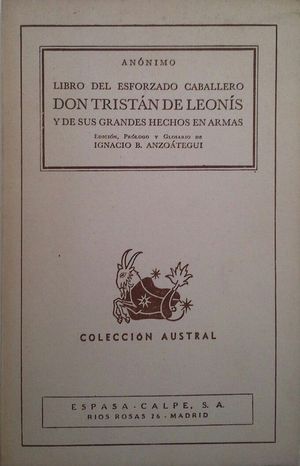 ANÓNIMO
LIBRO DEL ESFORZADO CABALLERO
DON TRISTÁN DE LEONÍS
Y DE SUS GRANDES HECHOS EN ARMAS
Edición, Prólogo y Glosario de
IGNACIO B. ANZOÁTEGUI
COLECCIÓN AUSTRAL
ESPASA - CALPE, S. A.
RIOS ROSAS 26 - MADRID